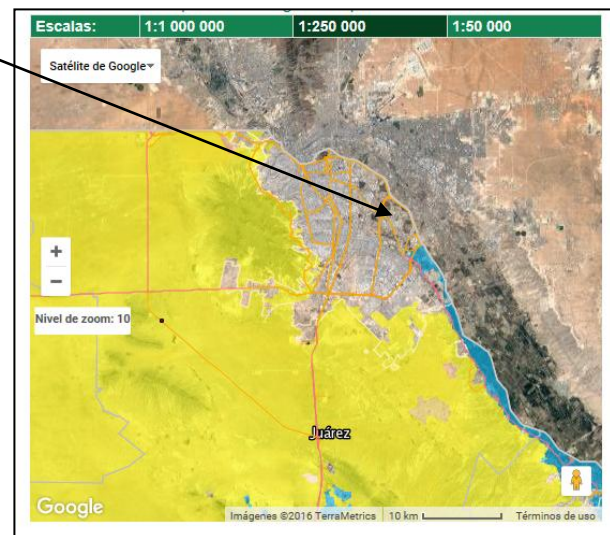 Escalas: 1:1 000 000 1:250 000 1:50 000
Satélite de Google
+
−
Nivel de zoom: 10
Juárez
Google
Imágenes ©2016 TerraMetrics 10 km Términos de uso